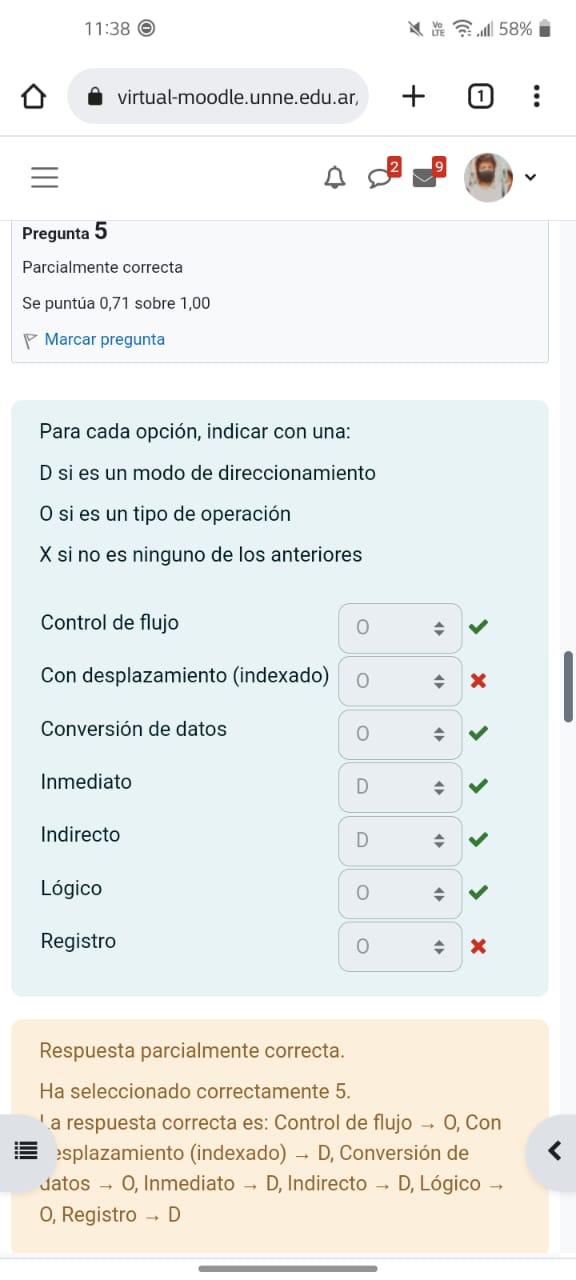 11:38
Vo
LTE
58%
virtual-moodle.unne.edu.ar,
1
2
9
Pregunta 5
Parcialmente correcta
Se puntúa 0,71 sobre 1,00
Marcar pregunta
Para cada opción, indicar con una:
D si es un modo de direccionamiento
O si es un tipo de operación
X si no es ninguno de los anteriores
Control de flujo O
Con desplazamiento (indexado) O
Conversión de datos O
Inmediato D
Indirecto D
Lógico O
Registro O
Respuesta parcialmente correcta.
Ha seleccionado correctamente 5.
La respuesta correcta es: Control de flujo → O, Con
esplazamiento (indexado) → D, Conversión de
datos → O, Inmediato → D, Indirecto → D, Lógico →
O, Registro → D